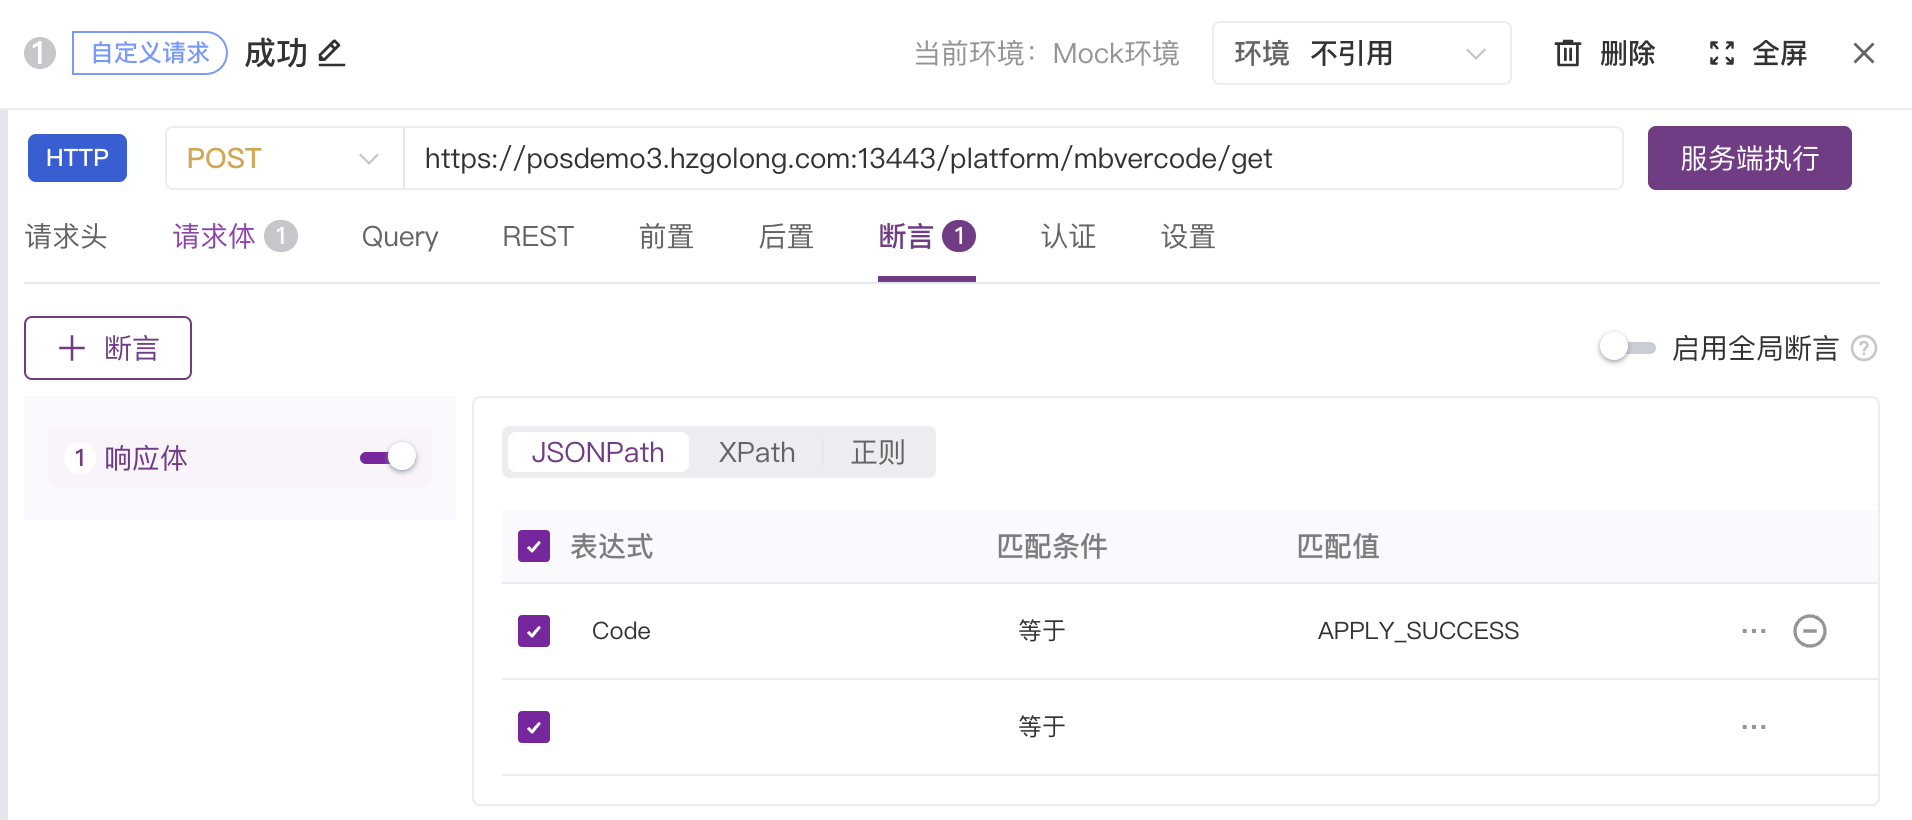 1 自定义请求 成功 当前环境：Mock环境 环境 不引用 删除 全屏
HTTP POST https://posdemo3.hzgolong.com:13443/platform/mbvercode/get 服务端执行
请求头 请求体 1 Query REST 前置 后置 断言 1 认证 设置
断言 启用全局断言 ?
1 响应体
JSONPath XPath 正则
表达式 匹配条件 匹配值
Code 等于 APPLY_SUCCESS ···
等于 ···